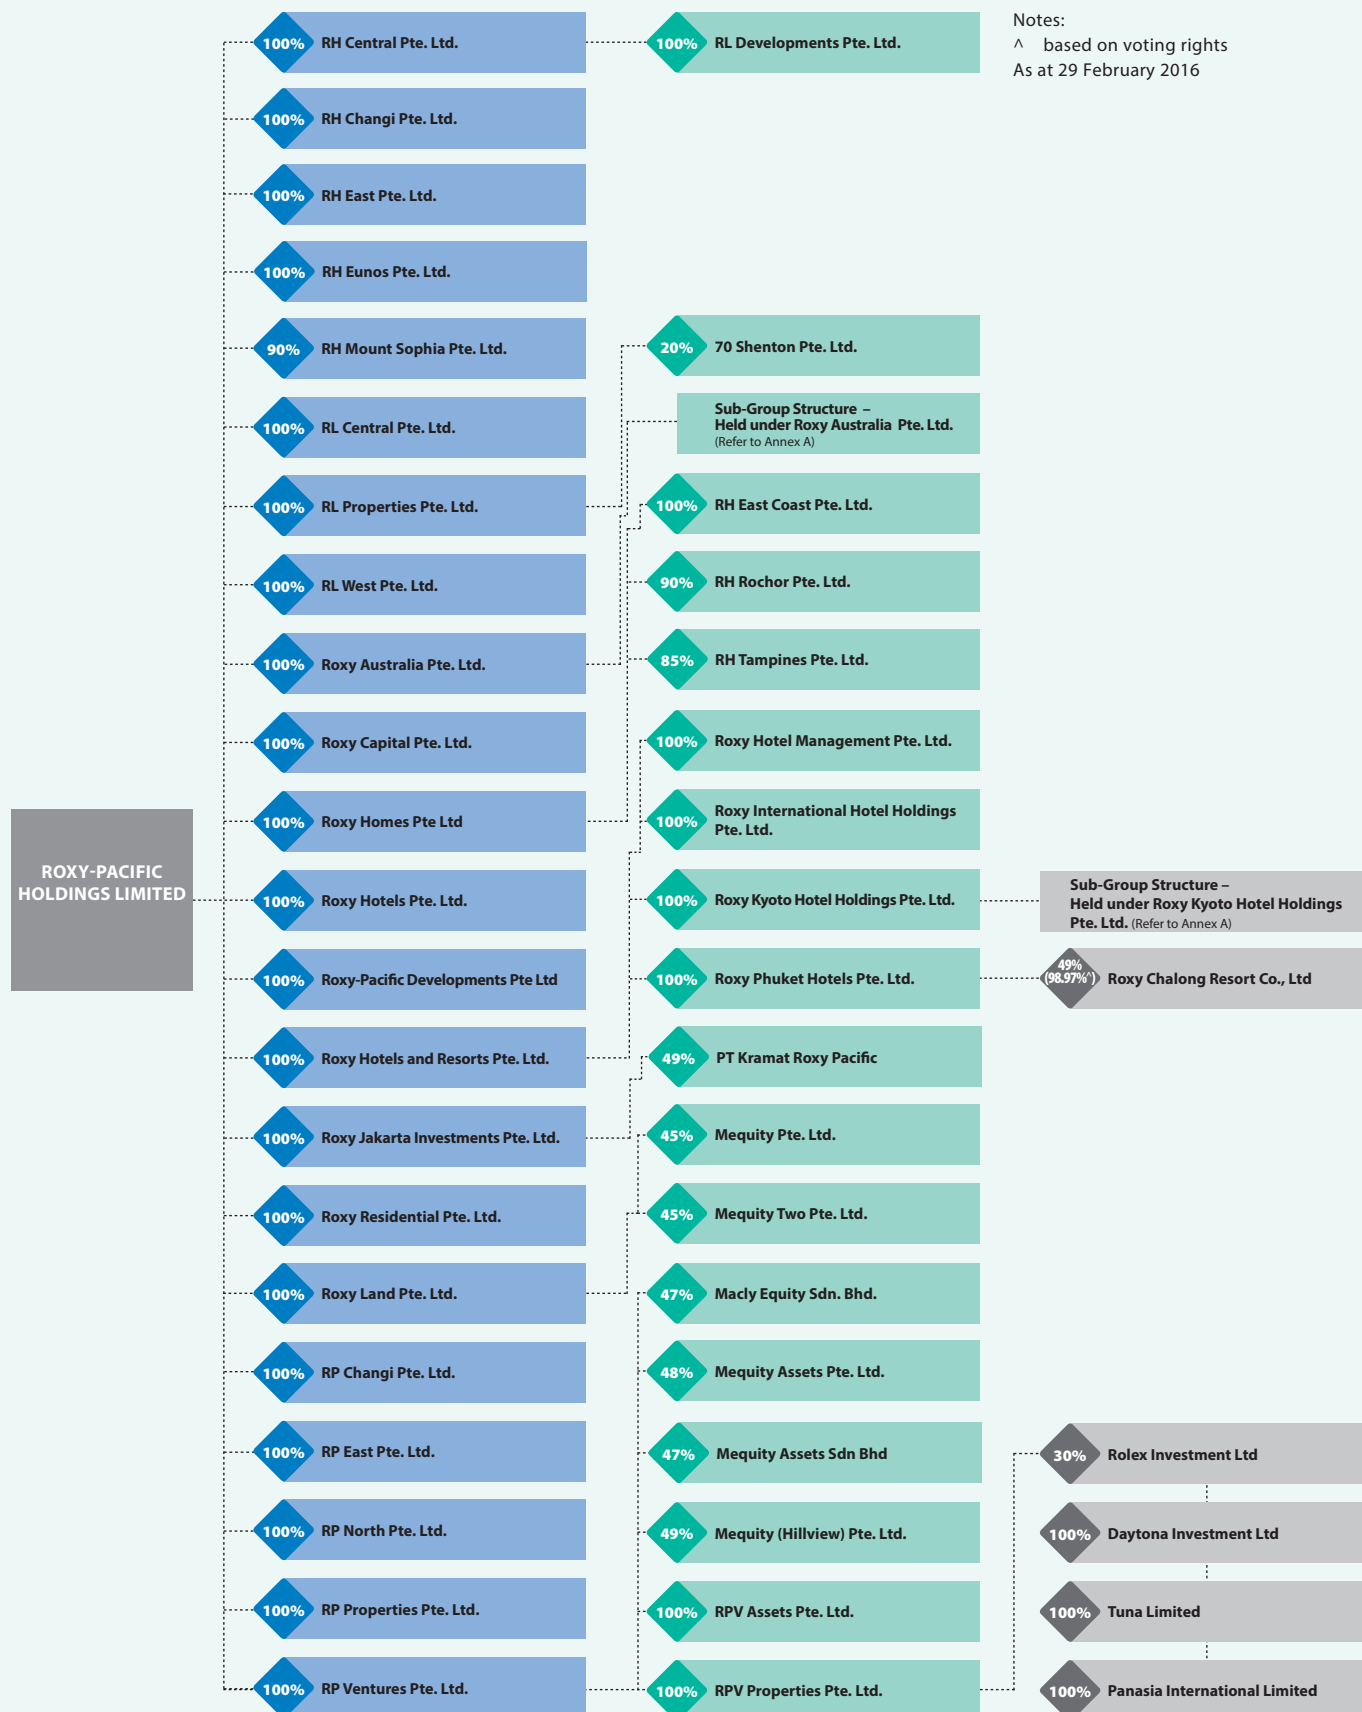 Notes:
^ based on voting rights
As at 29 February 2016
ROXY-PACIFIC
HOLDINGS LIMITED
100% RH Central Pte. Ltd.
100% RH Changi Pte. Ltd.
100% RH East Pte. Ltd.
100% RH Eunos Pte. Ltd.
90% RH Mount Sophia Pte. Ltd.
100% RL Central Pte. Ltd.
100% RL Properties Pte. Ltd.
100% RL West Pte. Ltd.
100% Roxy Australia Pte. Ltd.
100% Roxy Capital Pte. Ltd.
100% Roxy Homes Pte Ltd
100% Roxy Hotels Pte. Ltd.
100% Roxy-Pacific Developments Pte Ltd
100% Roxy Hotels and Resorts Pte. Ltd.
100% Roxy Jakarta Investments Pte. Ltd.
100% Roxy Residential Pte. Ltd.
100% Roxy Land Pte. Ltd.
100% RP Changi Pte. Ltd.
100% RP East Pte. Ltd.
100% RP North Pte. Ltd.
100% RP Properties Pte. Ltd.
100% RP Ventures Pte. Ltd.
100% RL Developments Pte. Ltd.
20% 70 Shenton Pte. Ltd.
Sub-Group Structure –
Held under Roxy Australia Pte. Ltd.
(Refer to Annex A)
100% RH East Coast Pte. Ltd.
90% RH Rochor Pte. Ltd.
85% RH Tampines Pte. Ltd.
100% Roxy Hotel Management Pte. Ltd.
100% Roxy International Hotel Holdings
Pte. Ltd.
100% Roxy Kyoto Hotel Holdings Pte. Ltd.
100% Roxy Phuket Hotels Pte. Ltd.
49% PT Kramat Roxy Pacific
45% Mequity Pte. Ltd.
45% Mequity Two Pte. Ltd.
47% Macly Equity Sdn. Bhd.
48% Mequity Assets Pte. Ltd.
47% Mequity Assets Sdn Bhd
49% Mequity (Hillview) Pte. Ltd.
100% RPV Assets Pte. Ltd.
100% RPV Properties Pte. Ltd.
Sub-Group Structure –
Held under Roxy Kyoto Hotel Holdings
Pte. Ltd. (Refer to Annex A)
49%
(98.97%^) Roxy Chalong Resort Co., Ltd
30% Rolex Investment Ltd
100% Daytona Investment Ltd
100% Tuna Limited
100% Panasia International Limited